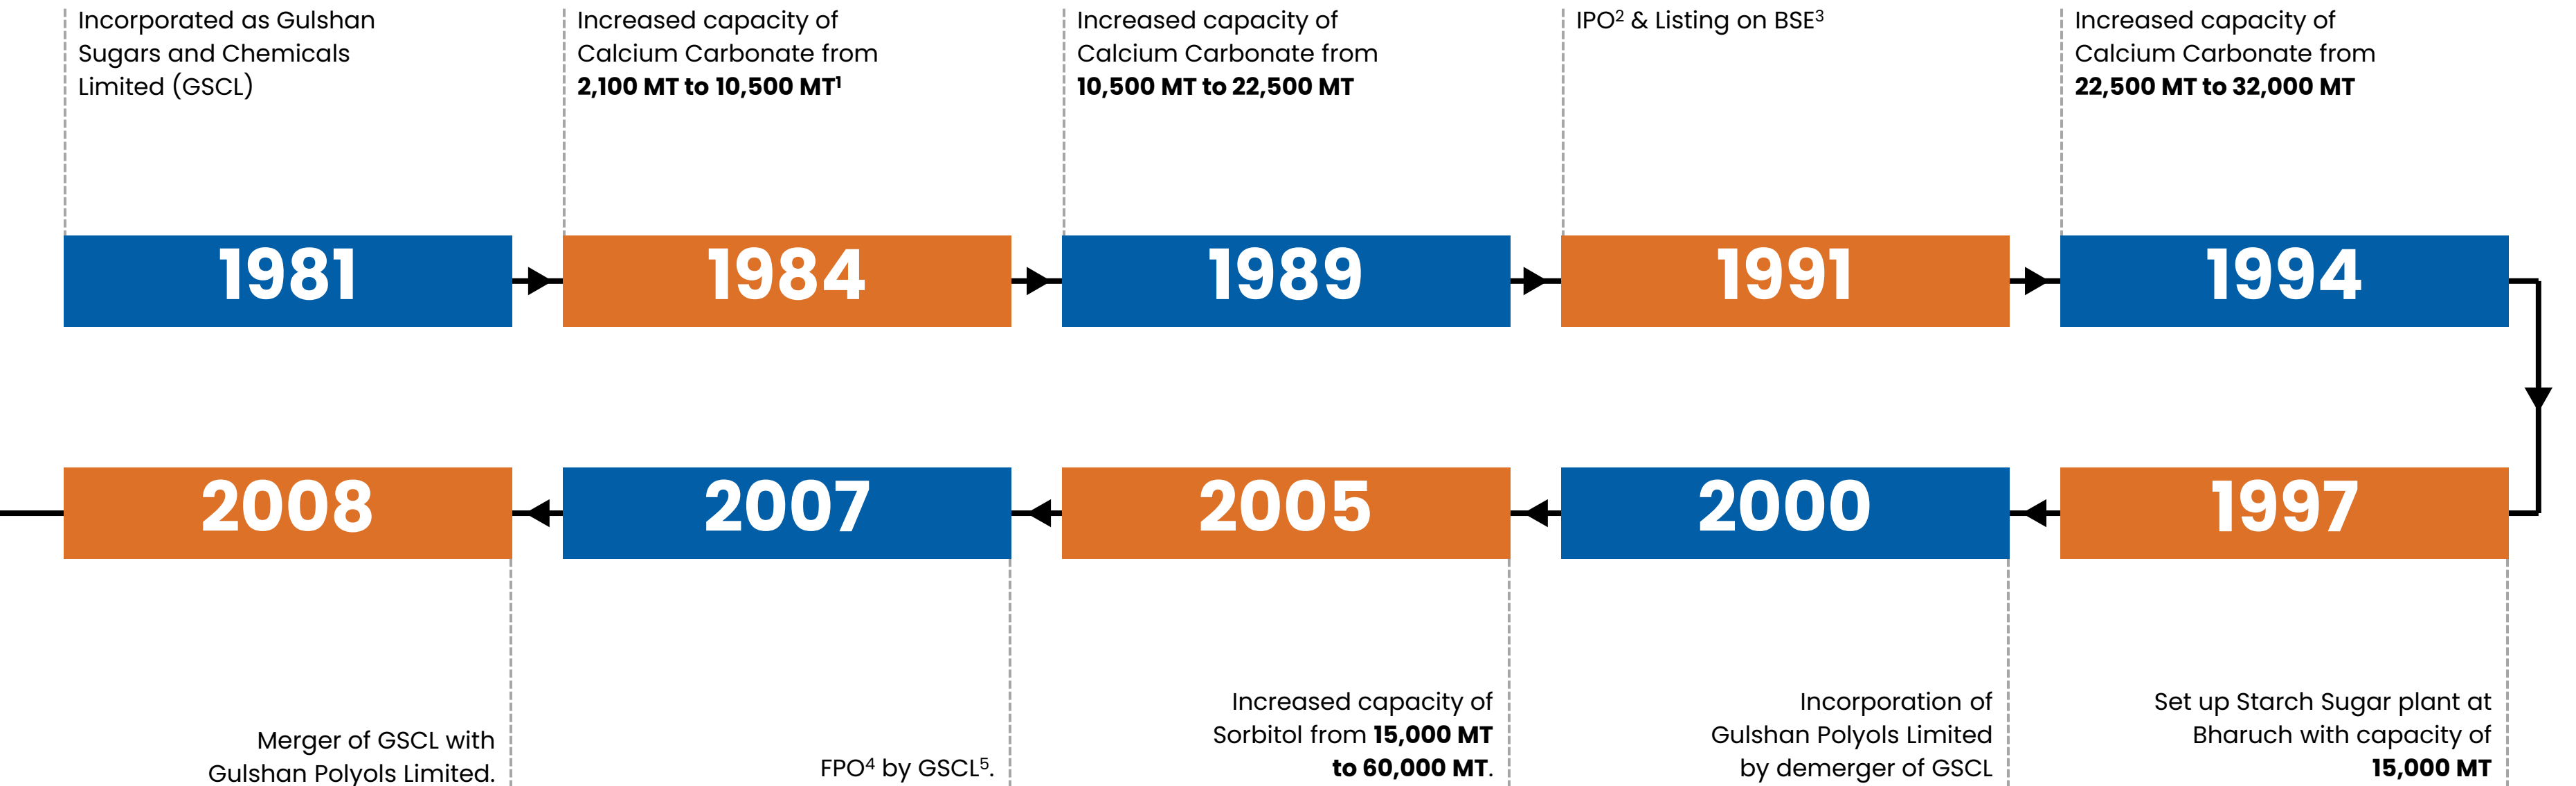 Incorporated as Gulshan
Sugars and Chemicals
Limited (GSCL)
1981
Increased capacity of
Calcium Carbonate from
2,100 MT to 10,500 MT¹
1984
Increased capacity of
Calcium Carbonate from
10,500 MT to 22,500 MT
1989
IPO² & Listing on BSE³
1991
Increased capacity of
Calcium Carbonate from
22,500 MT to 32,000 MT
1994
1997
Set up Starch Sugar plant at
Bharuch with capacity of
15,000 MT
2000
Incorporation of
Gulshan Polyols Limited
by demerger of GSCL
2005
Increased capacity of
Sorbitol from 15,000 MT
to 60,000 MT.
2007
FPO⁴ by GSCL⁵.
2008
Merger of GSCL with
Gulshan Polyols Limited.